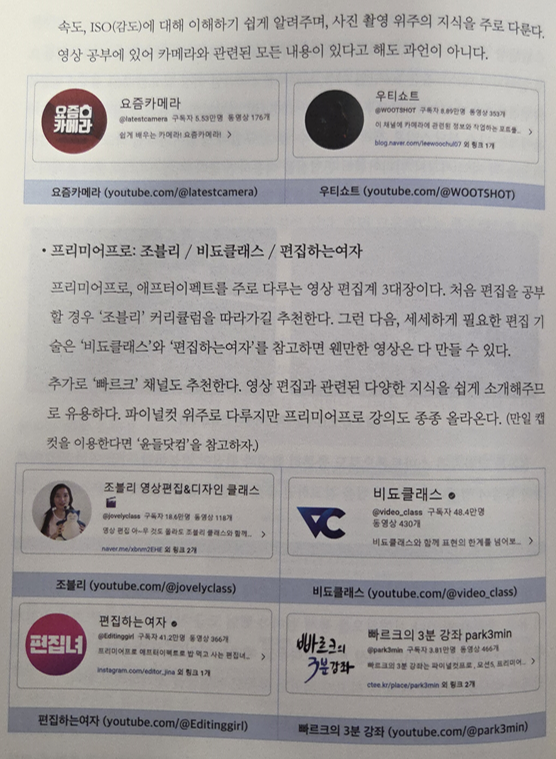 속도, ISO(감도)에 대해 이해하기 쉽게 알려주며, 사진 촬영 위주의 지식을 주로 다룬다.
영상 공부에 있어 카메라와 관련된 모든 내용이 있다고 해도 과언이 아니다.
요즘카메라
요즘카메라
@latestcamera 구독자 5.53만명 동영상 176개
쉽게 배우는 카메라! 요즘카메라!
우티쇼트
@WOOTSHOT 구독자 8.89만명 동영상 353개
이 채널에 카메라에 관련된 정보와 작업하는 포트폴...
blog.naver.com/leewoochul07 외 링크 1개
요즘카메라 (youtube.com/@latestcamera)
우티쇼트 (youtube.com/@WOOTSHOT)
• 프리미어프로: 조블리 / 비됴클래스 / 편집하는여자
프리미어프로, 애프터이펙트를 주로 다루는 영상 편집계 3대장이다. 처음 편집을 공부
할 경우 ‘조블리’ 커리큘럼을 따라가길 추천한다. 그런 다음, 세세하게 필요한 편집 기
술은 ‘비됴클래스’와 ‘편집하는여자’를 참고하면 웬만한 영상은 다 만들 수 있다.
추가로 ‘빠르크’ 채널도 추천한다. 영상 편집과 관련된 다양한 지식을 쉽게 소개해주므
로 유용하다. 파이널컷 위주로 다루지만 프리미어프로 강의도 종종 올라온다. (만일 캡
컷을 이용한다면 ‘윤들닷컴’을 참고하자.)
조블리 영상편집&디자인 클래스
@jovelyclass 구독자 18.6만명 동영상 118개
영상 편집 아~무 것도 몰라도 조블리 클래스와 함께...
naver.me/xbnm2EHE 외 링크 2개
VC
비됴클래스
@video_class 구독자 48.4만명
동영상 430개
비됴클래스와 함께 표현의 한계를 넘어보...
조블리 (youtube.com/@jovelyclass)
비됴클래스 (youtube.com/@video_class)
편집녀
편집하는여자
@Editinggirl 구독자 41.2만명 동영상 366개
프리미어프로 애프터이펙트로 밥 먹고 사는 편집녀...
instagram.com/editor_jina 외 링크 1개
빠르크의
3분강좌
빠르크의 3분 강좌 park3min
@park3min 구독자 3.81만명 동영상 466개
빠르크의 3분 강좌는 파이널컷프로, 모션5, 프리미어...
ctee.kr/place/park3min 외 링크 2개
편집하는여자 (youtube.com/@Editinggirl)
빠르크의 3분 강좌 (youtube.com/@park3min)